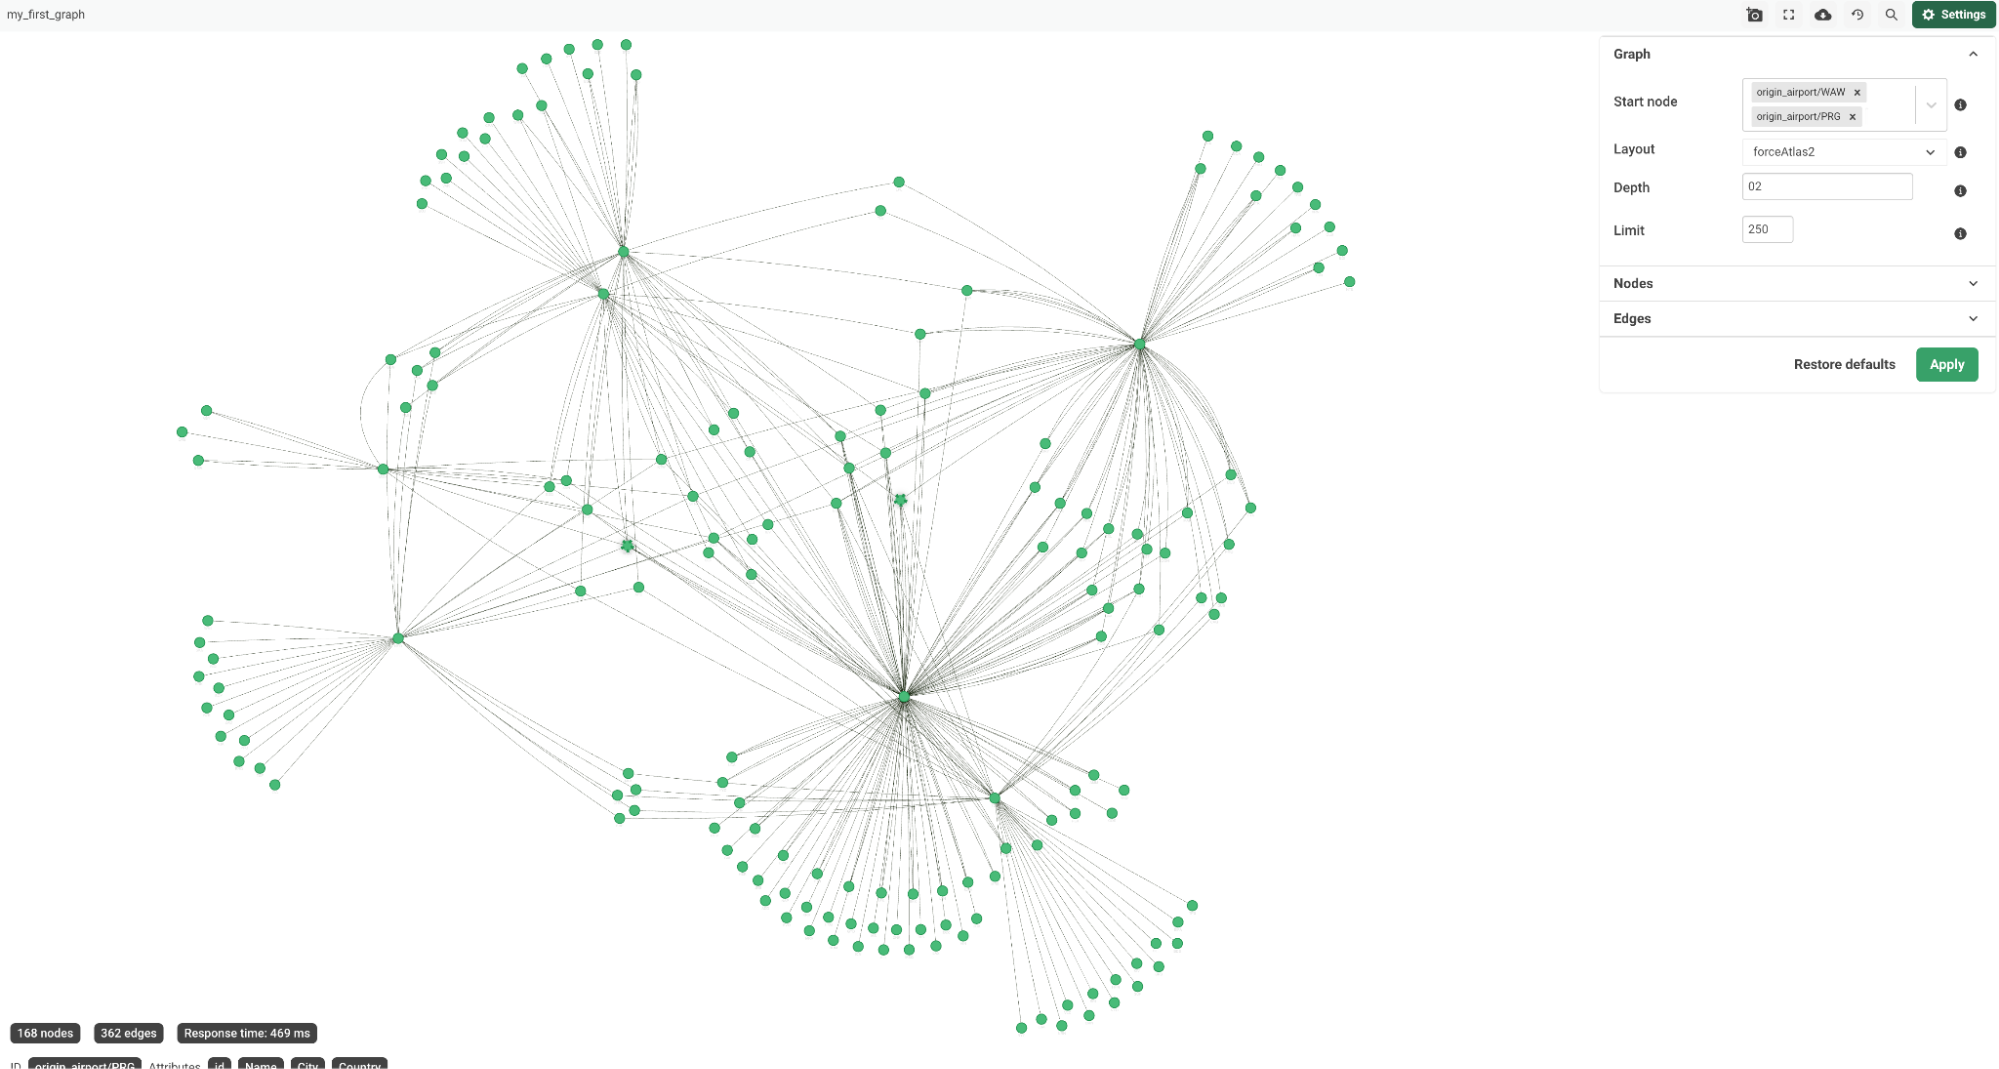 my_first_graph
Settings
Graph
Start node
origin_airport/WAW ×
origin_airport/PRG ×
Layout
forceAtlas2
Depth
02
Limit
250
Nodes
Edges
Restore defaults
Apply
168 nodes 362 edges Response time: 469 ms
ID origin_airport/PRG Attributes id Name City Country